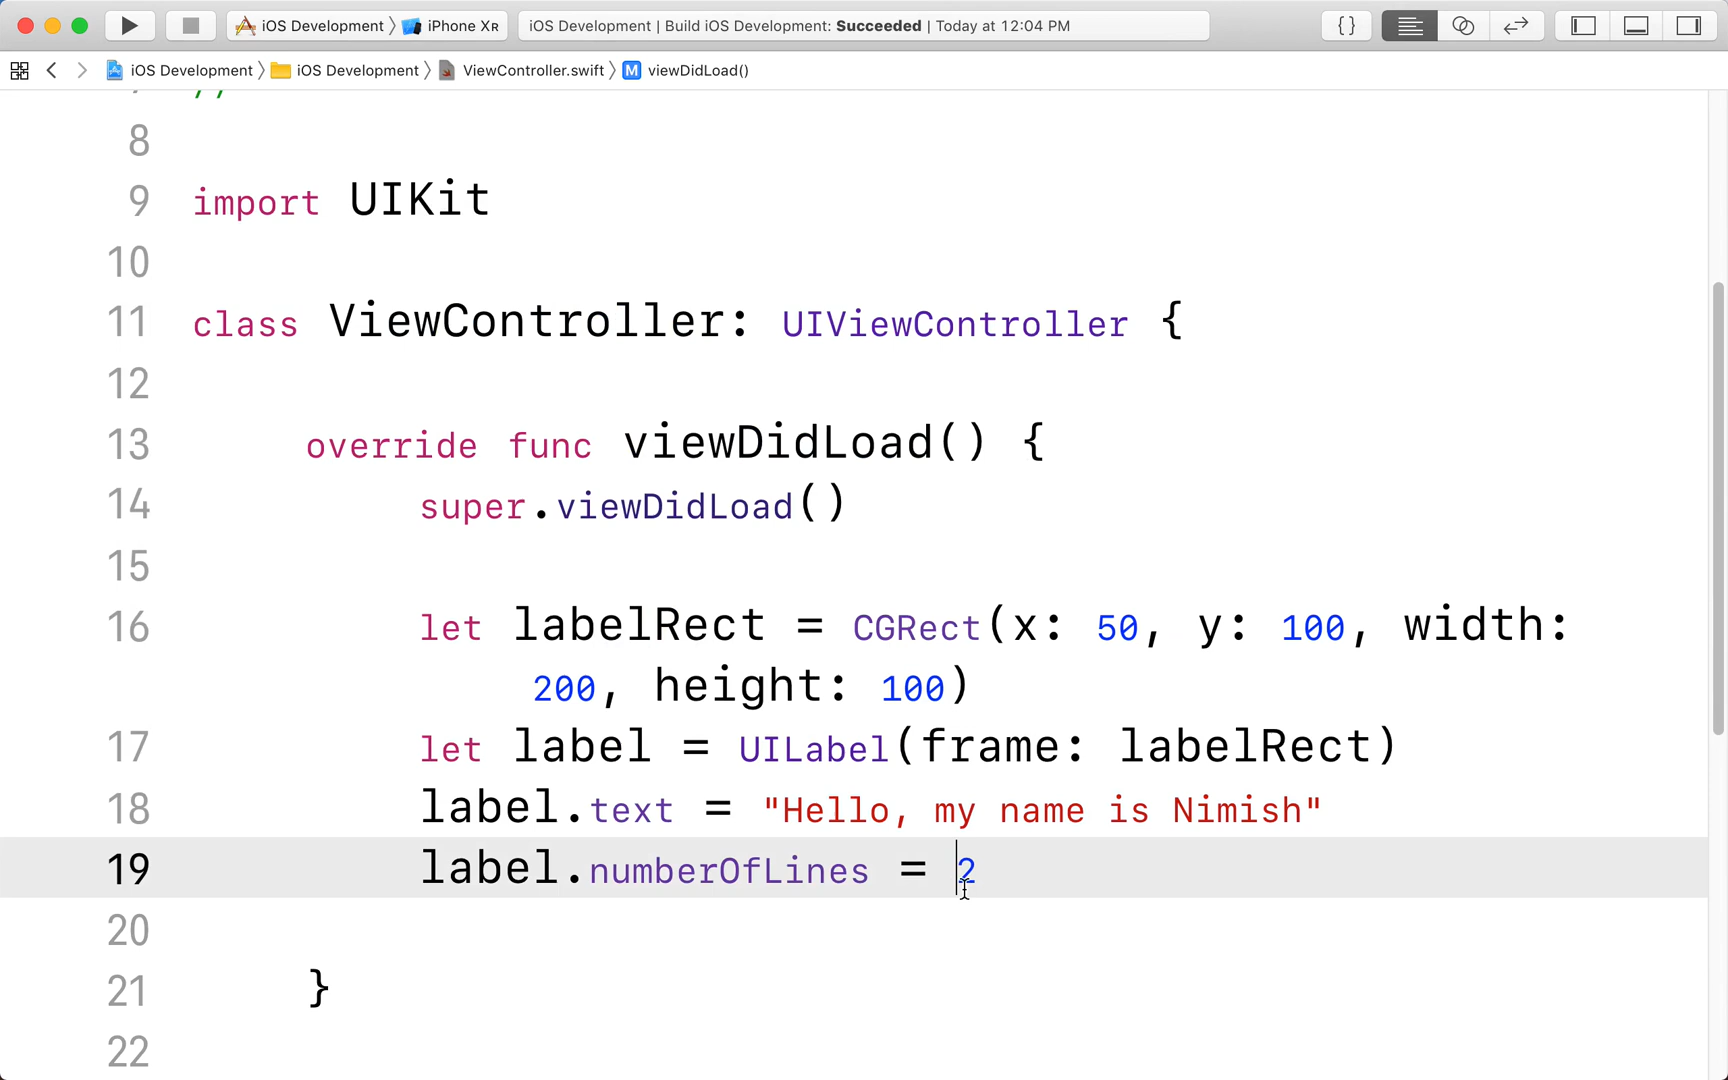 iOS Development 〉 iPhone XR
iOS Development | Build iOS Development: Succeeded | Today at 12:04 PM
iOS Development 〉 iOS Development 〉 ViewController.swift 〉 M viewDidLoad()
//
8
9 import UIKit
10
11 class ViewController: UIViewController {
12
13 override func viewDidLoad() {
14 super.viewDidLoad()
15
16 let labelRect = CGRect(x: 50, y: 100, width:
200, height: 100)
17 let label = UILabel(frame: labelRect)
18 label.text = "Hello, my name is Nimish"
19 label.numberOfLines = 2
20
21 }
22